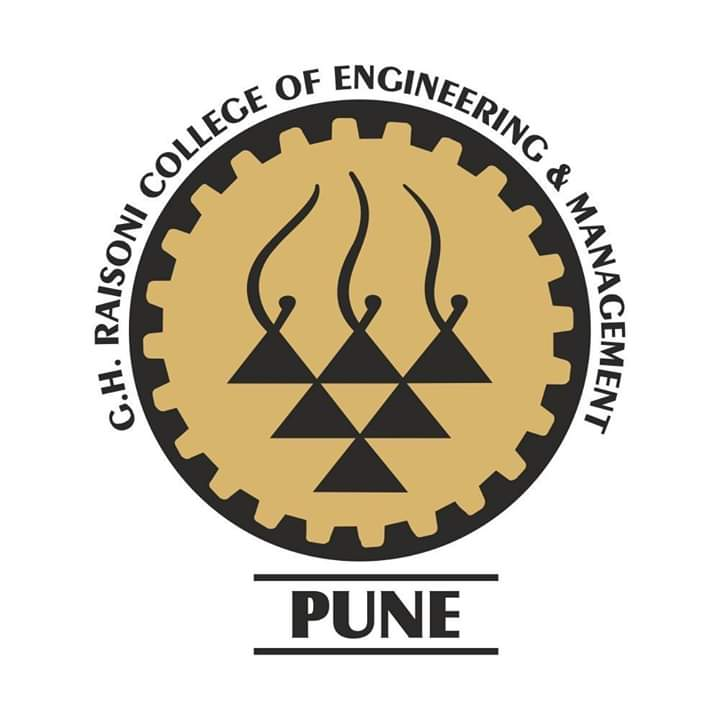 G.H. RAISONI COLLEGE OF ENGINEERING & MANAGEMENT
PUNE